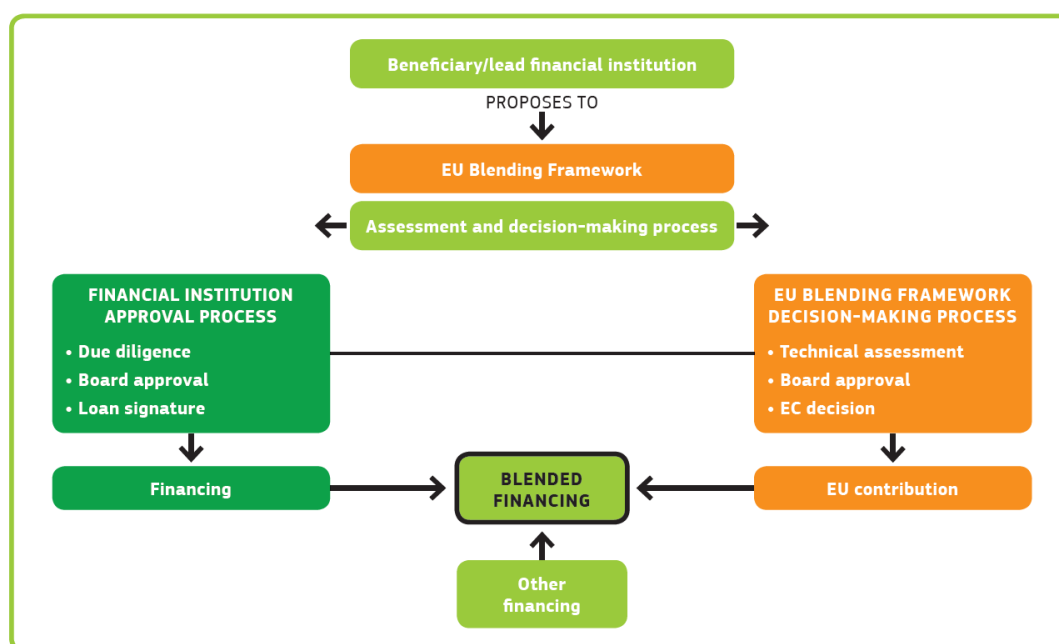 Beneficiary/lead financial institution
PROPOSES TO
EU Blending Framework
Assessment and decision-making process
FINANCIAL INSTITUTION
APPROVAL PROCESS
• Due diligence
• Board approval
• Loan signature
EU BLENDING FRAMEWORK
DECISION-MAKING PROCESS
• Technical assessment
• Board approval
• EC decision
Financing
BLENDED
FINANCING
EU contribution
Other
financing